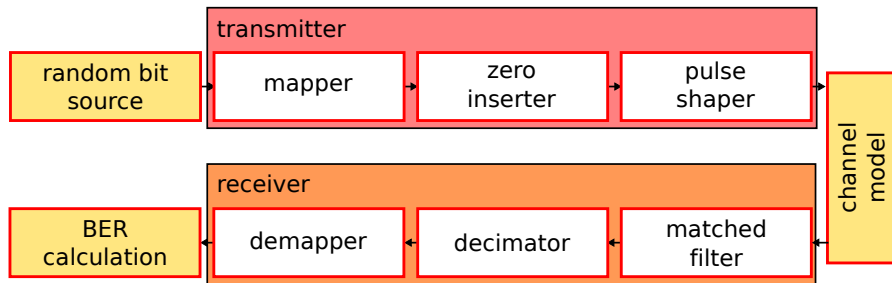 transmitter
random bit
source
mapper
zero
inserter
pulse
shaper
channel
model
receiver
BER
calculation
demapper
decimator
matched
filter